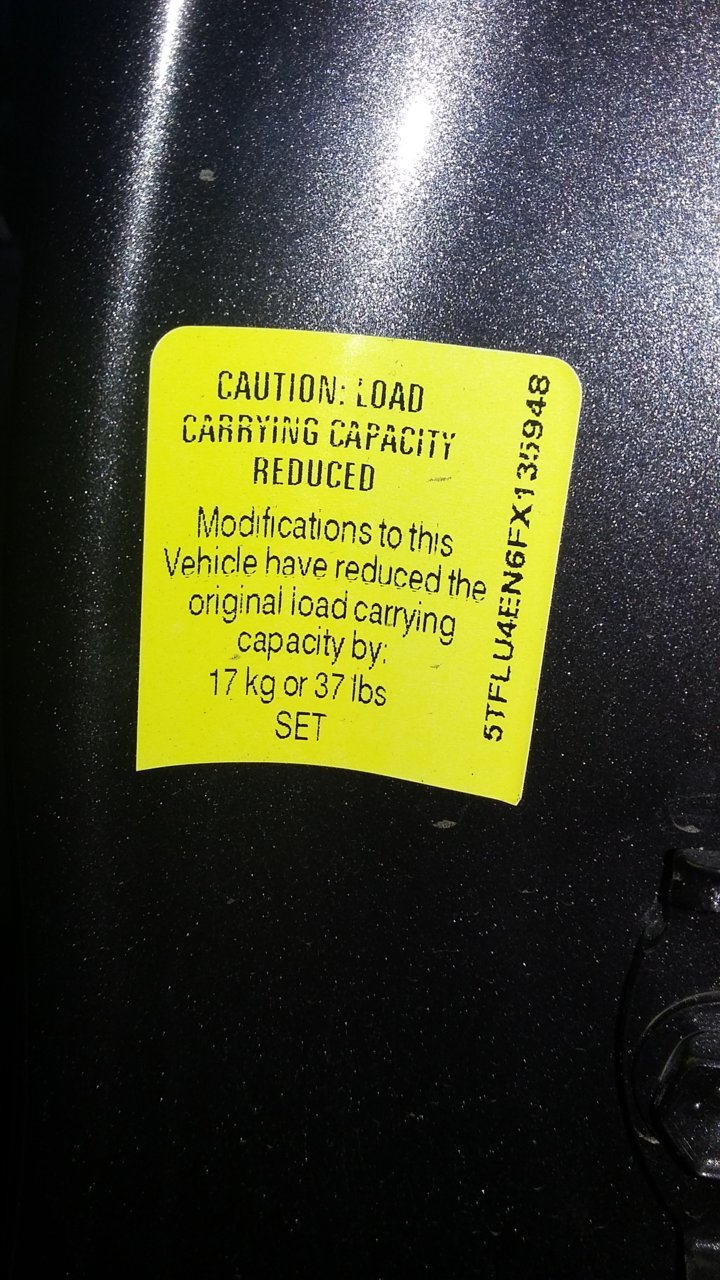 CAUTION: LOAD
CARRYING CAPACITY
REDUCED
Modifications to this
Vehicle have reduced the
original load carrying
capacity by:
17 kg or 37 lbs
SET
5TFLU4EN6FX135948